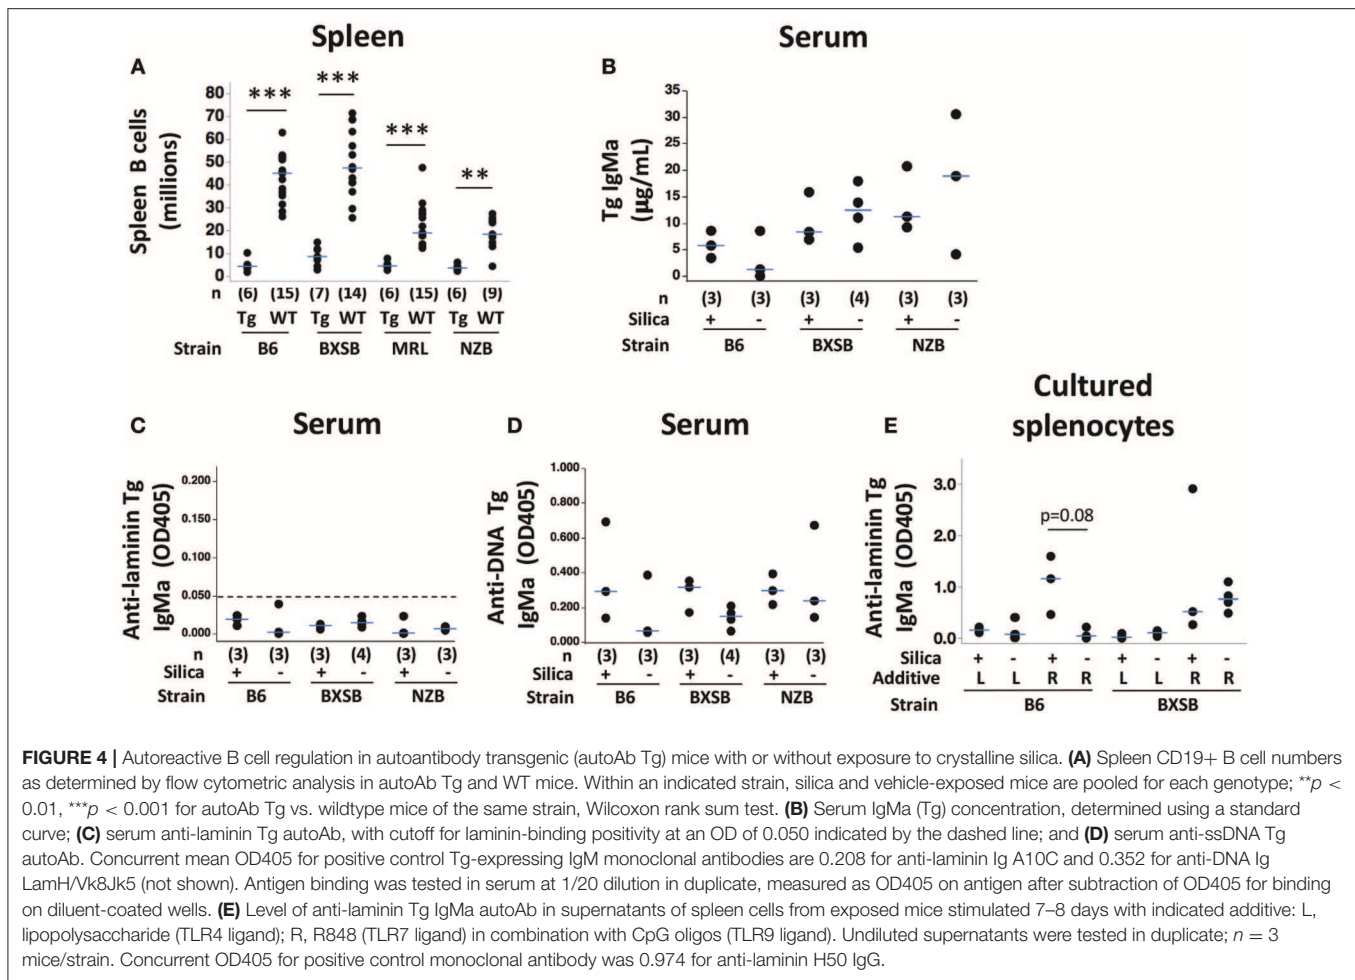 Spleen
A
Spleen B cells
(millions)
80
70
60
50
40
30
20
10
0
***
***
***
**
n (6) (15) (7) (14) (6) (15) (6) (9)
Tg WT Tg WT Tg WT Tg WT
Strain B6 BXSB MRL NZB
Serum
B
Tg IgMa
(µg/mL)
35
30
25
20
15
10
5
0
n (3) (3) (3) (4) (3) (3)
Silica + - + - + -
Strain B6 BXSB NZB
C
Serum
Anti-laminin Tg
IgMa (OD405)
0.200
0.150
0.100
0.050
0.000
n (3) (3) (3) (4) (3) (3)
Silica + - + - + -
Strain B6 BXSB NZB
D
Serum
Anti-DNA Tg
IgMa (OD405)
1.000
0.800
0.600
0.400
0.200
0.000
n (3) (3) (3) (4) (3) (3)
Silica + - + - + -
Strain B6 BXSB NZB
E
Cultured
splenocytes
Anti-laminin Tg
IgMa (OD405)
3.0
2.0
1.0
0.0
p=0.08
Silica + - + - + - + -
Additive L L R R L L R R
Strain B6 BXSB
FIGURE 4 | Autoreactive B cell regulation in autoantibody transgenic (autoAb Tg) mice with or without exposure to crystalline silica. (A) Spleen CD19+ B cell numbers
as determined by flow cytometric analysis in autoAb Tg and WT mice. Within an indicated strain, silica and vehicle-exposed mice are pooled for each genotype; **p <
0.01, ***p < 0.001 for autoAb Tg vs. wildtype mice of the same strain, Wilcoxon rank sum test. (B) Serum IgMa (Tg) concentration, determined using a standard
curve; (C) serum anti-laminin Tg autoAb, with cutoff for laminin-binding positivity at an OD of 0.050 indicated by the dashed line; and (D) serum anti-ssDNA Tg
autoAb. Concurrent mean OD405 for positive control Tg-expressing IgM monoclonal antibodies are 0.208 for anti-laminin Ig A10C and 0.352 for anti-DNA Ig
LamH/Vk8Jk5 (not shown). Antigen binding was tested in serum at 1/20 dilution in duplicate, measured as OD405 on antigen after subtraction of OD405 for binding
on diluent-coated wells. (E) Level of anti-laminin Tg IgMa autoAb in supernatants of spleen cells from exposed mice stimulated 7–8 days with indicated additive: L,
lipopolysaccharide (TLR4 ligand); R, R848 (TLR7 ligand) in combination with CpG oligos (TLR9 ligand). Undiluted supernatants were tested in duplicate; n = 3
mice/strain. Concurrent OD405 for positive control monoclonal antibody was 0.974 for anti-laminin H50 IgG.